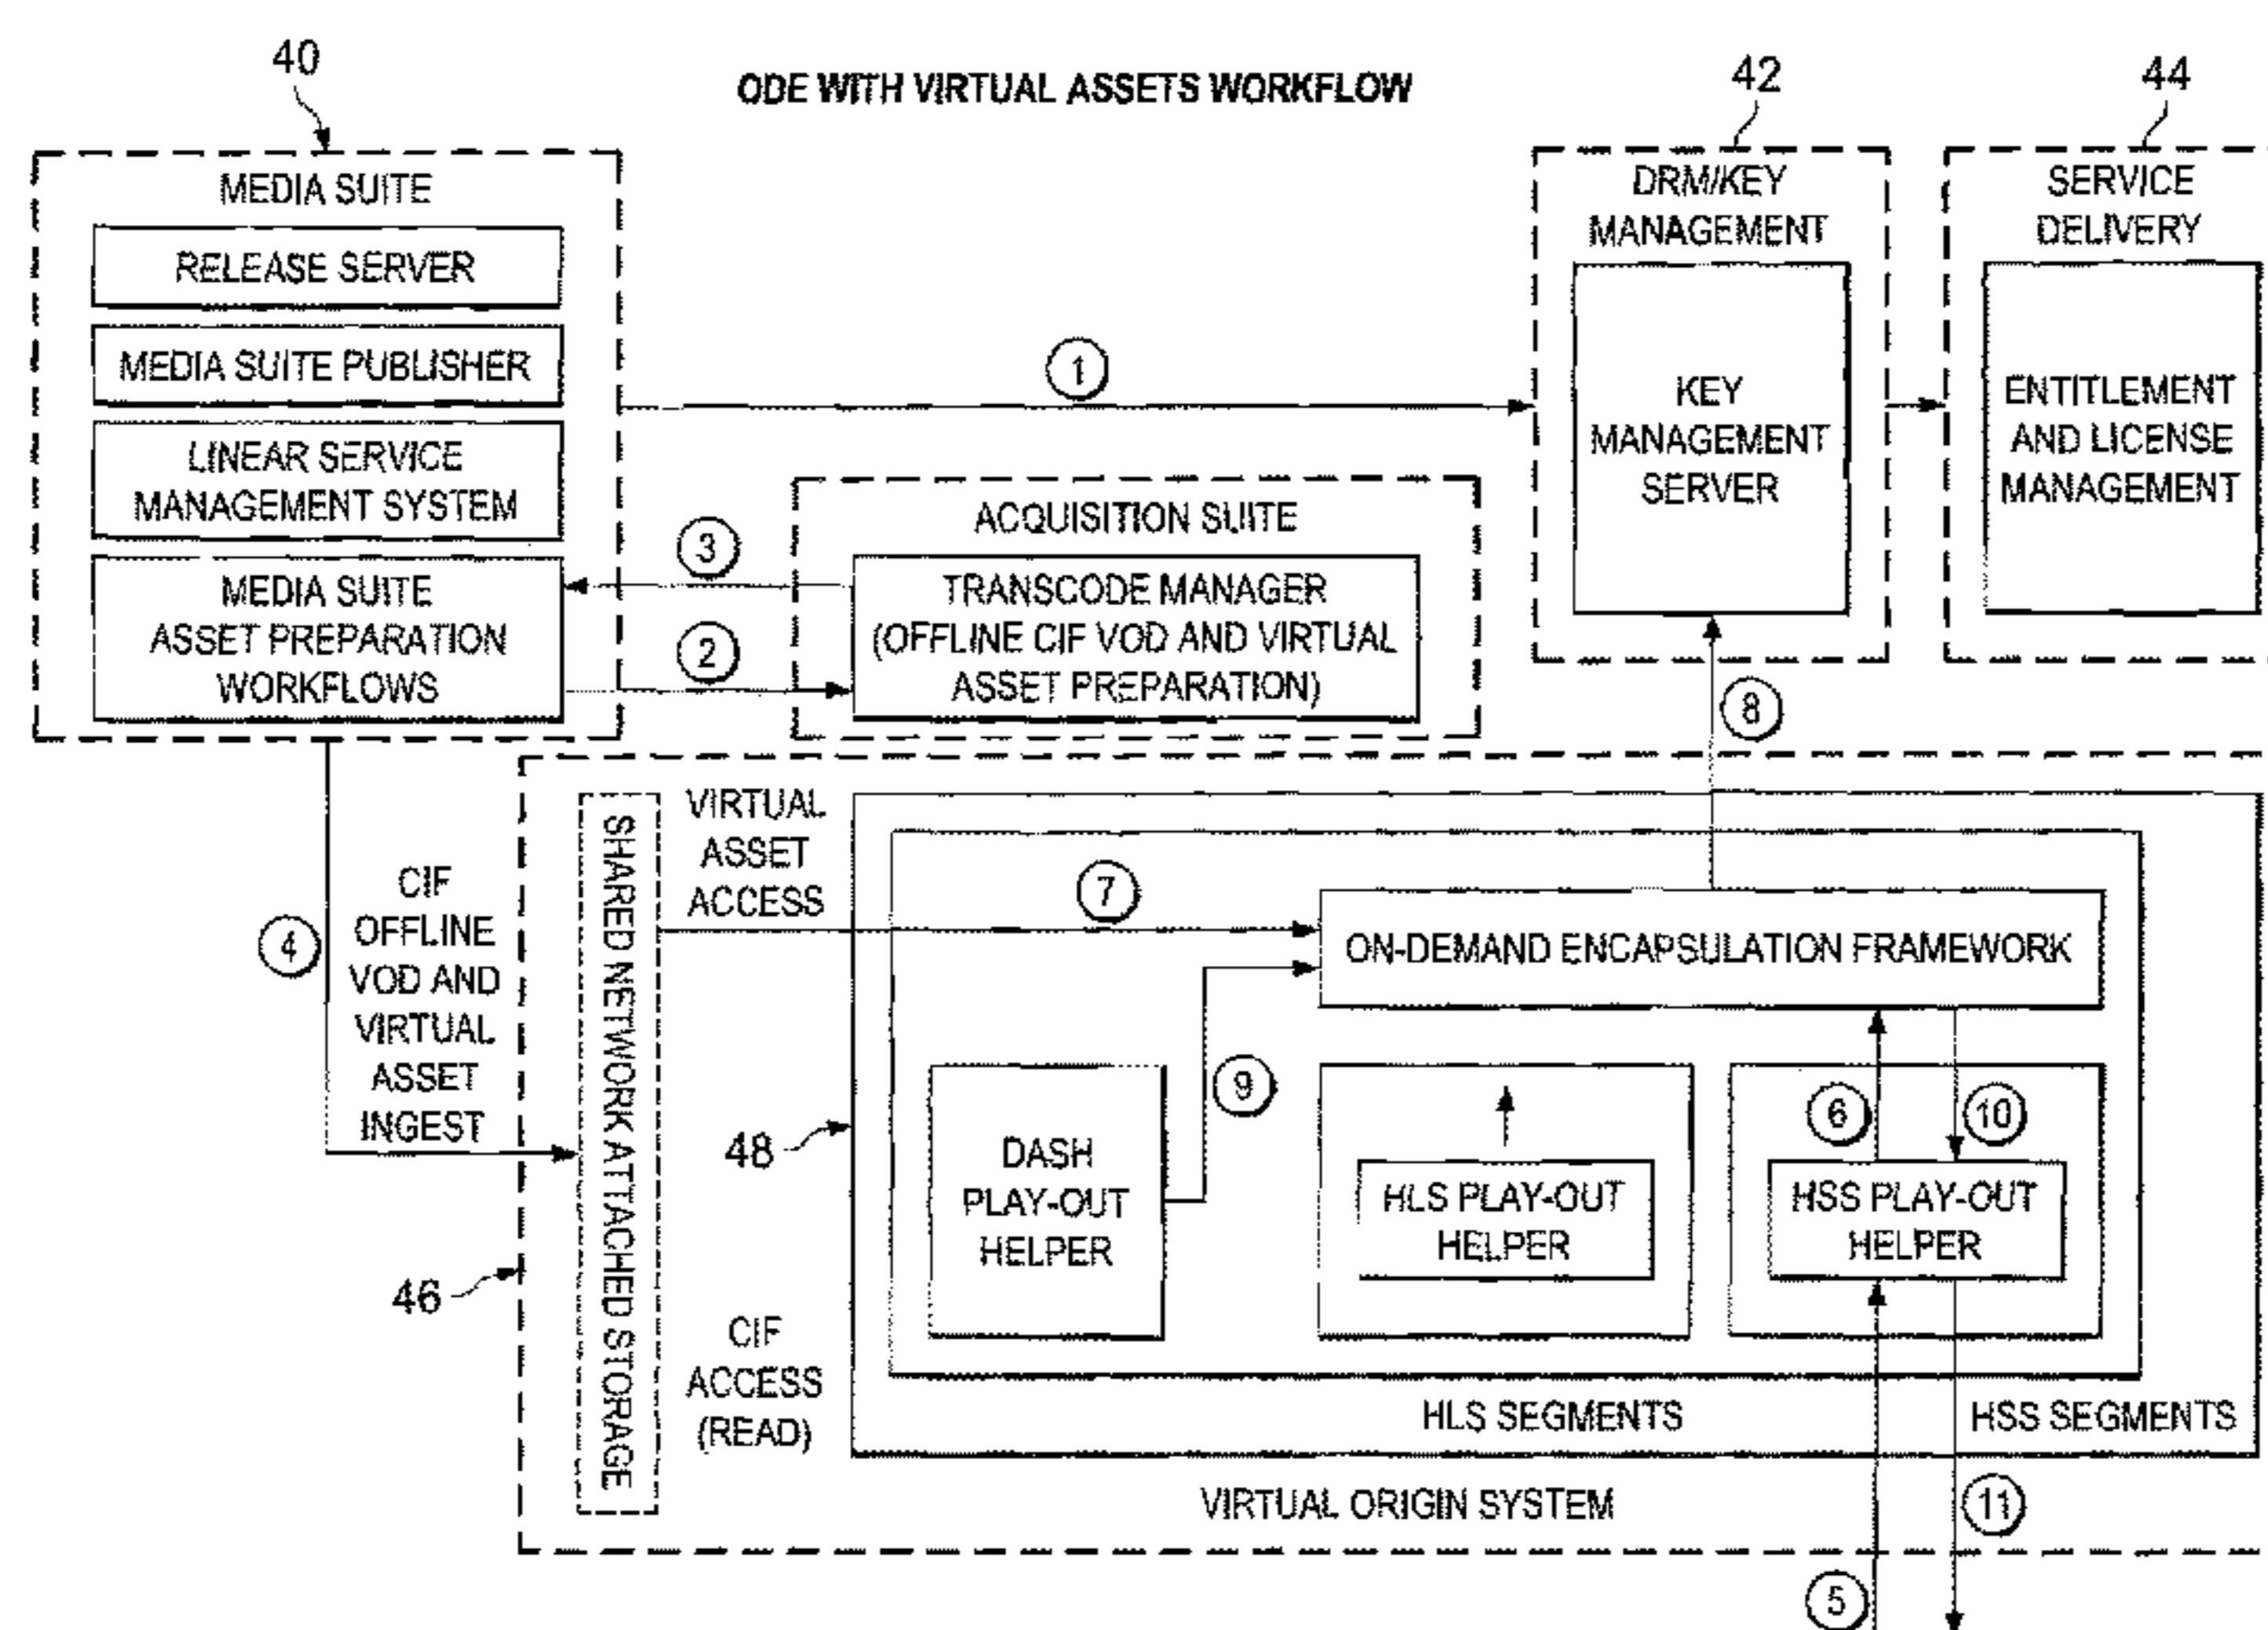 40
ODE WITH VIRTUAL ASSETS WORKFLOW
42
44
MEDIA SUITE
RELEASE SERVER
MEDIA SUITE PUBLISHER
LINEAR SERVICE
MANAGEMENT SYSTEM
MEDIA SUITE
ASSET PREPARATION
WORKFLOWS
1
DRM/KEY
MANAGEMENT
KEY
MANAGEMENT
SERVER
SERVICE
DELIVERY
ENTITLEMENT
AND LICENSE
MANAGEMENT
3
2
ACQUISITION SUITE
TRANSCODE MANAGER
(OFFLINE CIF VOD AND VIRTUAL
ASSET PREPARATION)
8
4
CIF
OFFLINE
VOD AND
VIRTUAL
ASSET
INGEST
46
SHARED NETWORK ATTACHED STORAGE
VIRTUAL
ASSET
ACCESS
7
ON-DEMAND ENCAPSULATION FRAMEWORK
48
9
6
10
DASH
PLAY-OUT
HELPER
HLS PLAY-OUT
HELPER
HSS PLAY-OUT
HELPER
CIF
ACCESS
(READ)
HLS SEGMENTS
HSS SEGMENTS
VIRTUAL ORIGIN SYSTEM
11
5